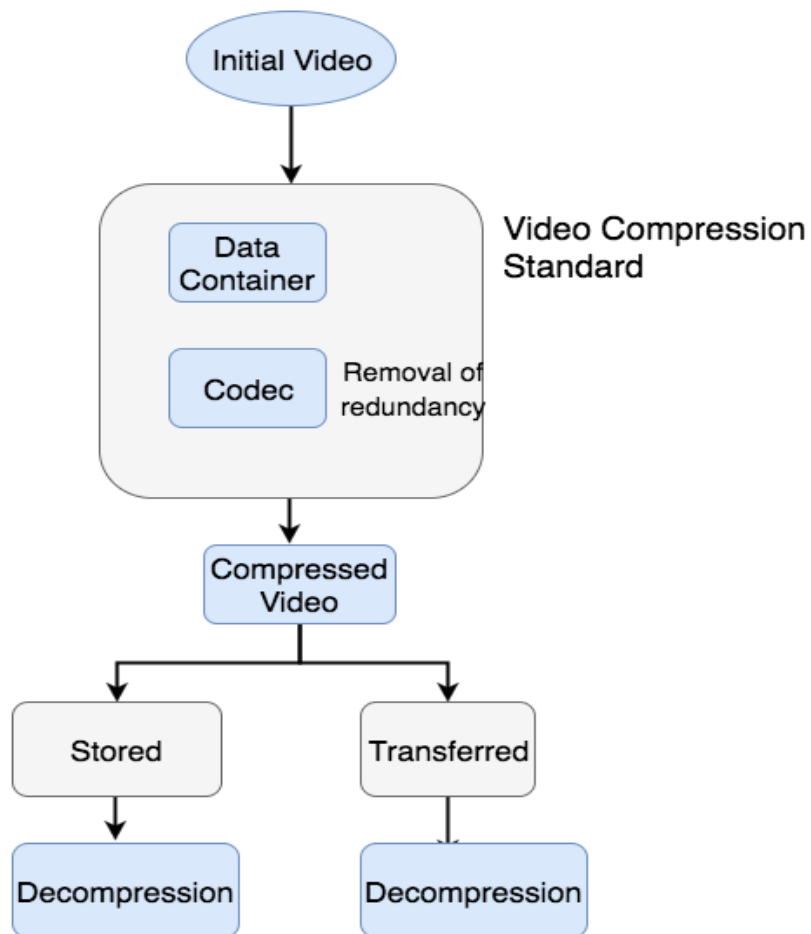 Initial Video
Video Compression
Standard
Data
Container
Codec
Removal of
redundancy
Compressed
Video
Stored
Transferred
Decompression
Decompression